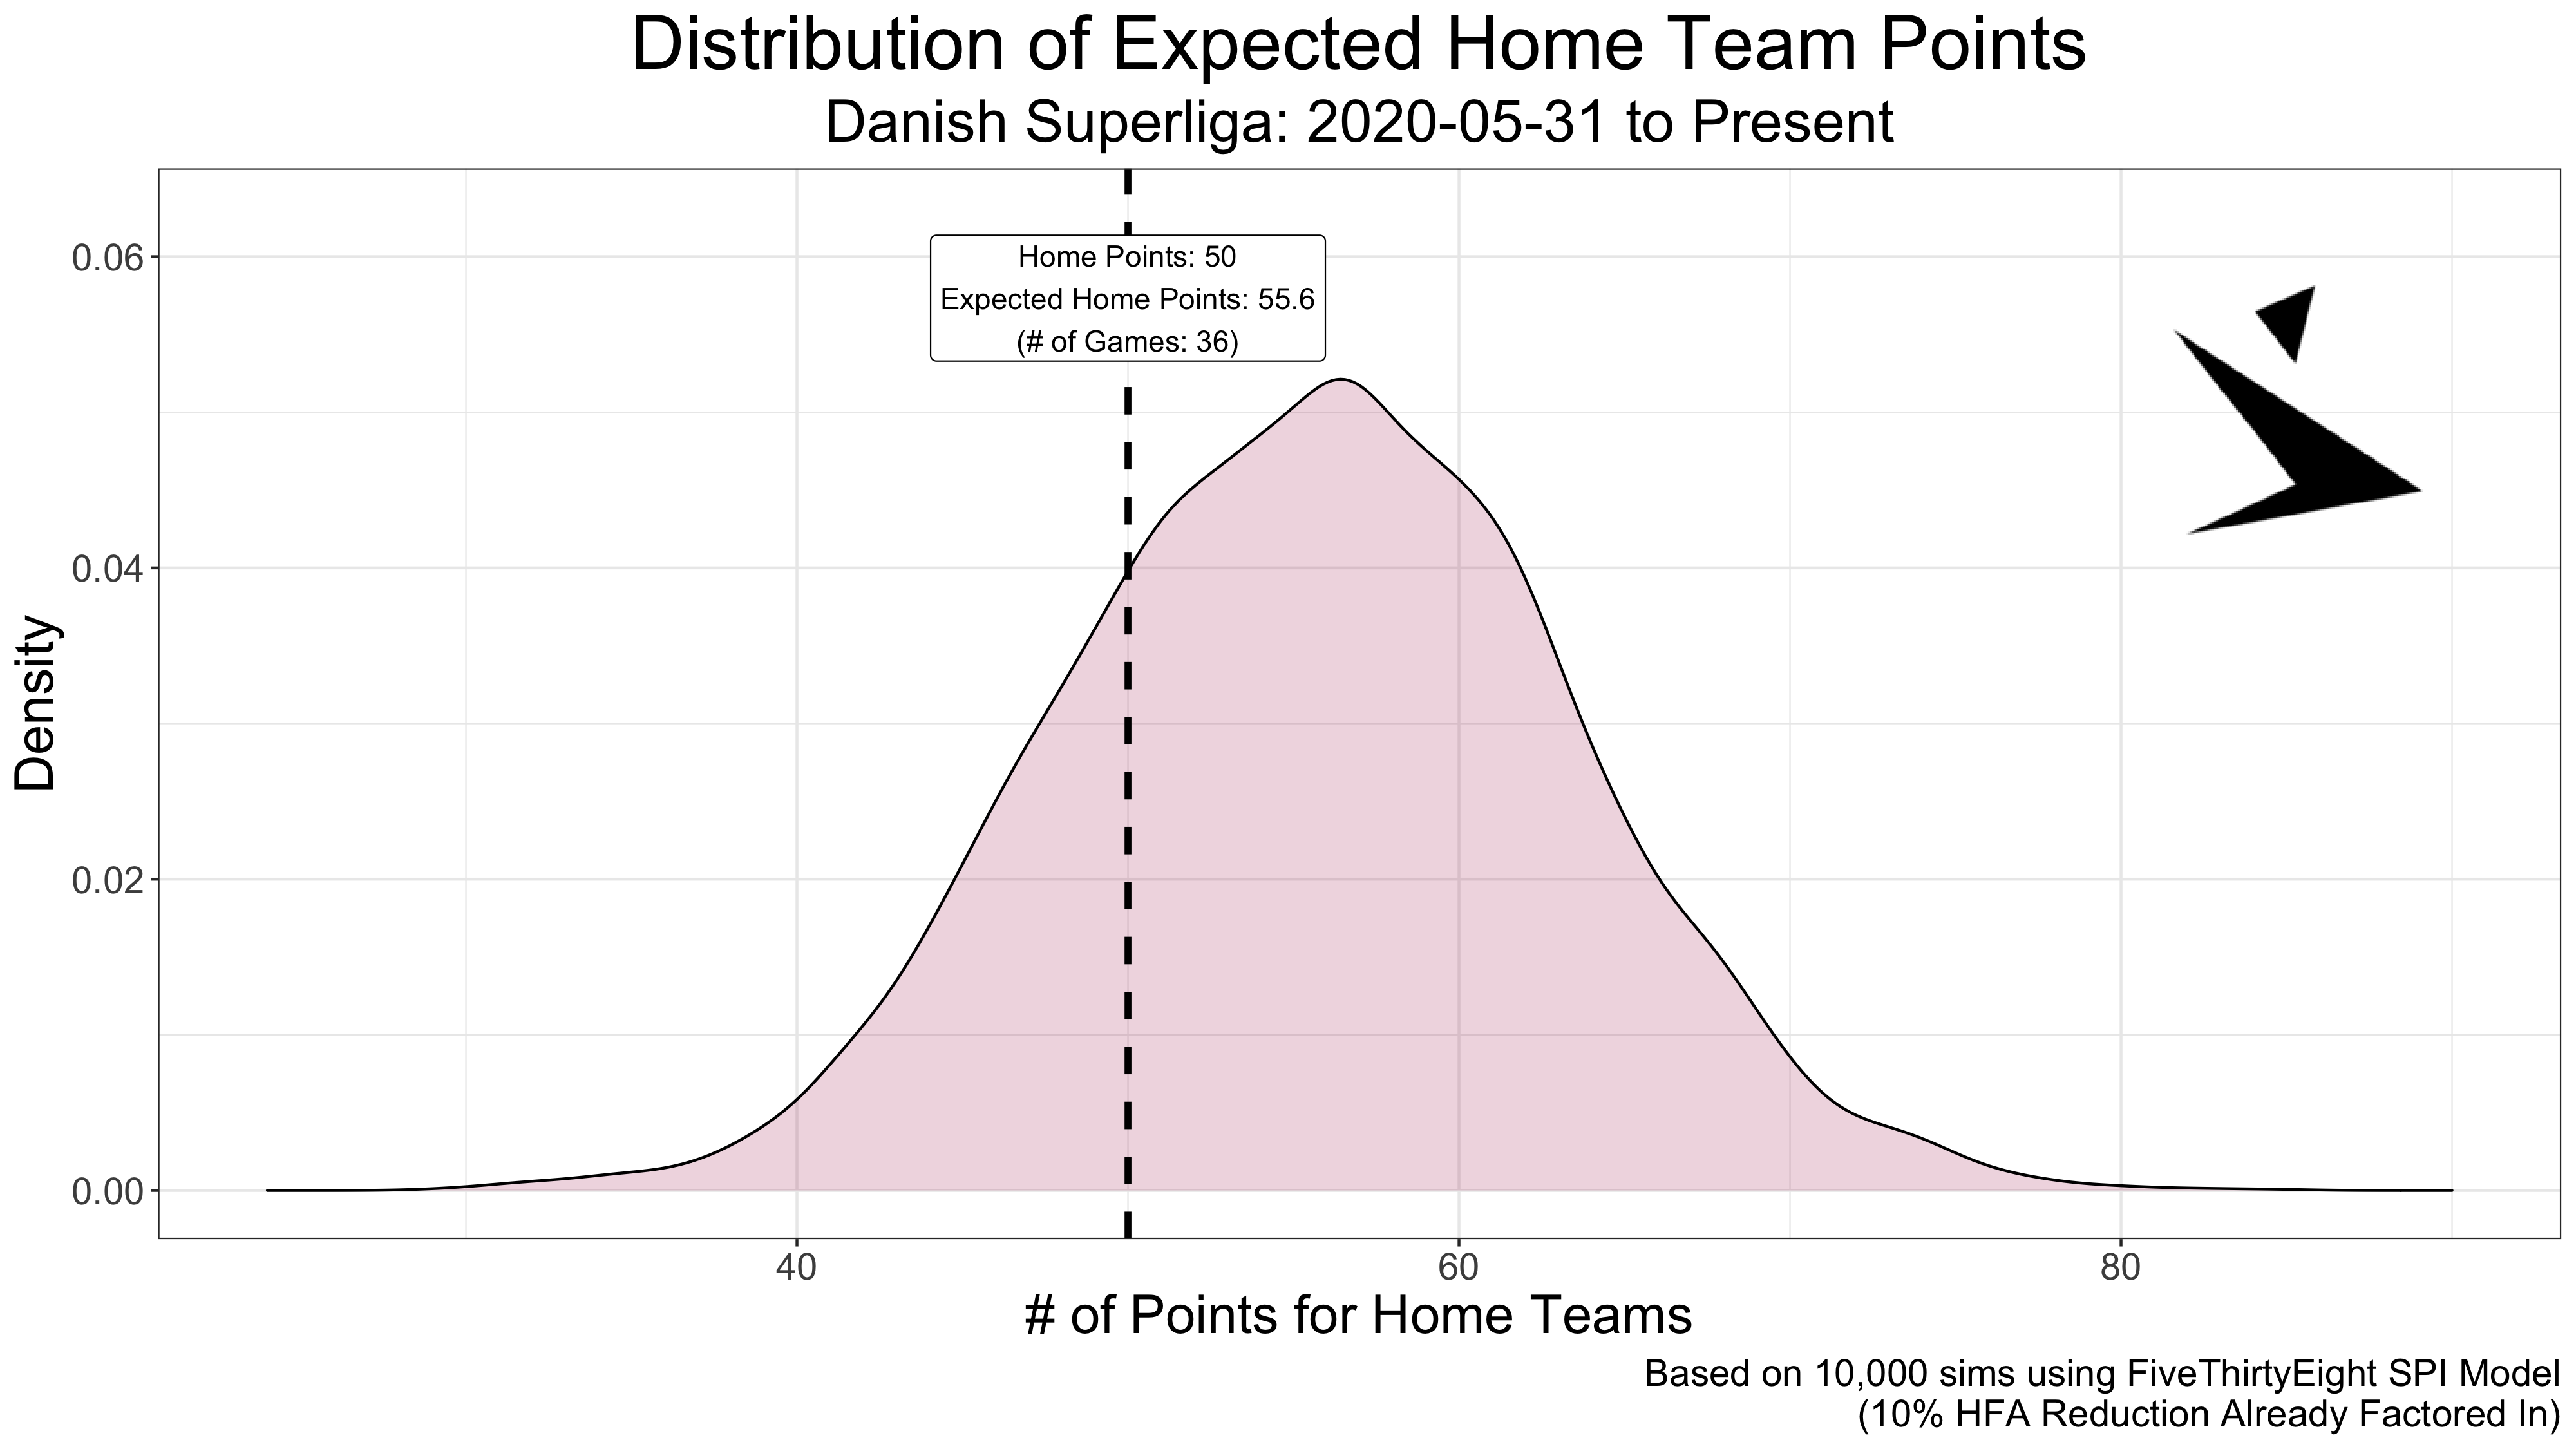 Distribution of Expected Home Team Points
Danish Superliga: 2020-05-31 to Present
Home Points: 50
Expected Home Points: 55.6
(# of Games: 36)
0.06
0.04
0.02
0.00
Density
40
60
80
# of Points for Home Teams
Based on 10,000 sims using FiveThirtyEight SPI Model
(10% HFA Reduction Already Factored In)